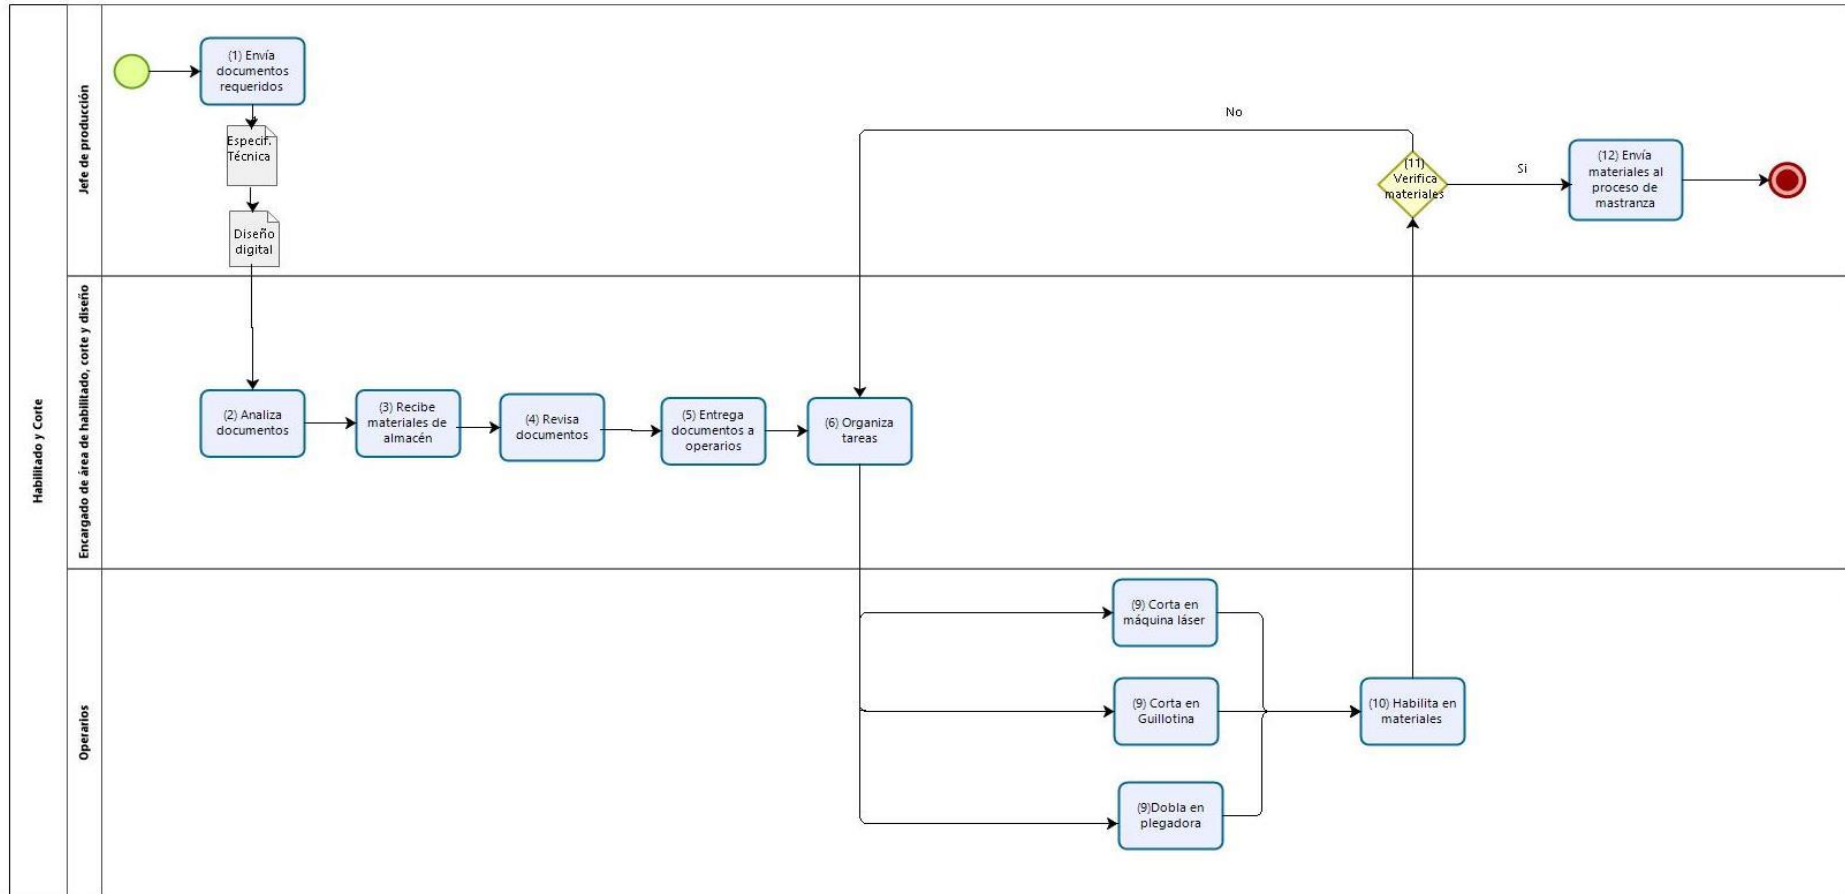 Habilitado y Corte
Jefe de producción
(1) Envía
documentos
requeridos
Especif.
Técnica
Diseño
digital
No
(11)
Verifica
materiales
Si
(12) Envía
materiales al
proceso de
mastranza
Encargado de área de habilitado, corte y diseño
(2) Analiza
documentos
(3) Recibe
materiales de
almacén
(4) Revisa
documentos
(5) Entrega
documentos a
operarios
(6) Organiza
tareas
Operarios
(9) Corta en
máquina láser
(9) Corta en
Guillotina
(9)Dobla en
plegadora
(10) Habilita en
materiales